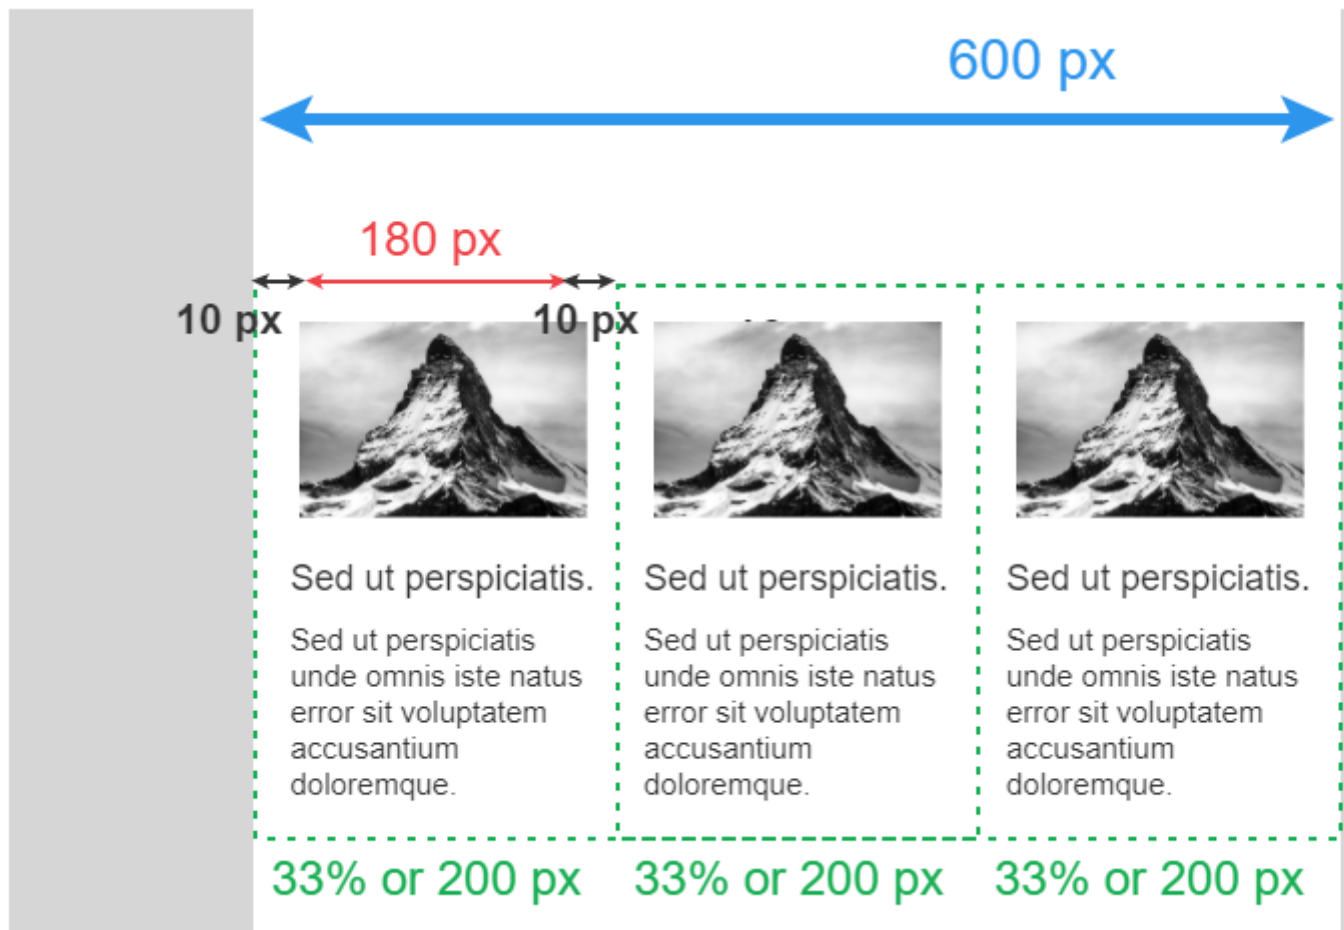 600 px
180 px
10 px
10 px
Sed ut perspiciatis.
Sed ut perspiciatis
unde omnis iste natus
error sit voluptatem
accusantium
doloremque.
Sed ut perspiciatis.
Sed ut perspiciatis
unde omnis iste natus
error sit voluptatem
accusantium
doloremque.
Sed ut perspiciatis.
Sed ut perspiciatis
unde omnis iste natus
error sit voluptatem
accusantium
doloremque.
33% or 200 px
33% or 200 px
33% or 200 px